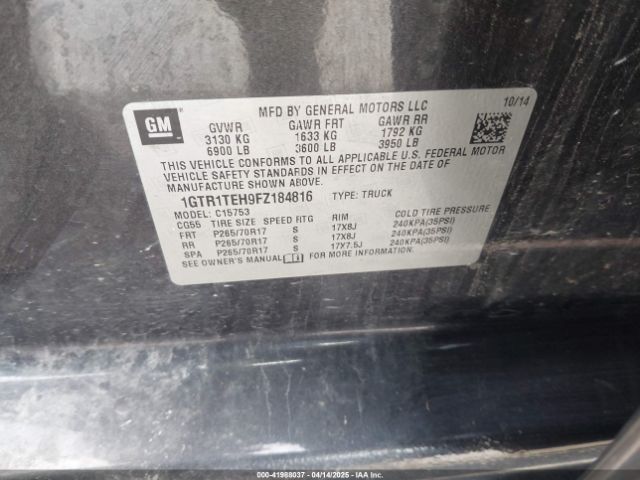 GM
MFD BY GENERAL MOTORS LLC 10/14
GVWR GAWR FRT GAWR RR
3130 KG 1633 KG 1792 KG
6900 LB 3600 LB 3950 LB
THIS VEHICLE CONFORMS TO ALL APPLICABLE U.S. FEDERAL MOTOR
VEHICLE SAFETY STANDARDS IN EFFECT ON THE DATE OF
MANUFACTURE SHOWN ABOVE.
1GTR1TEH9FZ184816 TYPE: TRUCK
MODEL: C15753
CG55 TIRE SIZE SPEED RTG RIM COLD TIRE PRESSURE
FRT P265/70R17 S 17X8J 240KPA(35PSI)
RR P265/70R17 S 17X8J 240KPA(35PSI)
SPA P265/70R17 S 17X7.5J 240KPA(35PSI)
SEE OWNER'S MANUAL FOR MORE INFORMATION.
000-41988037 04/14/2025 IAAI.COM